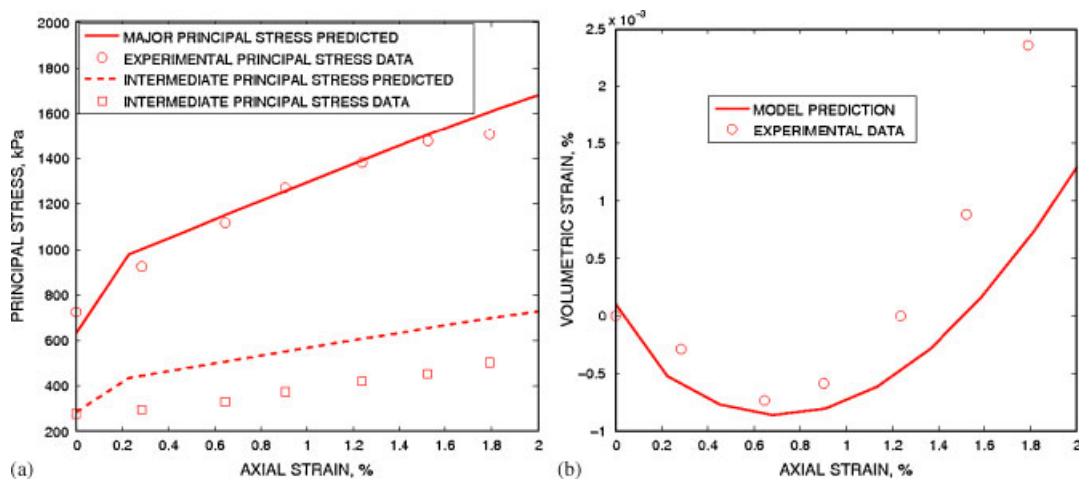 2000
1800
1600
1400
1200
1000
800
600
400
200
PRINCIPAL STRESS, kPa
MAJOR PRINCIPAL STRESS PREDICTED
EXPERIMENTAL PRINCIPAL STRESS DATA
INTERMEDIATE PRINCIPAL STRESS PREDICTED
INTERMEDIATE PRINCIPAL STRESS DATA
0 0.2 0.4 0.6 0.8 1 1.2 1.4 1.6 1.8 2
AXIAL STRAIN, %
(a)
× 10⁻³
2.5
2
1.5
1
0.5
0
−0.5
−1
VOLUMETRIC STRAIN, %
MODEL PREDICTION
EXPERIMENTAL DATA
0 0.2 0.4 0.6 0.8 1 1.2 1.4 1.6 1.8 2
AXIAL STRAIN, %
(b)